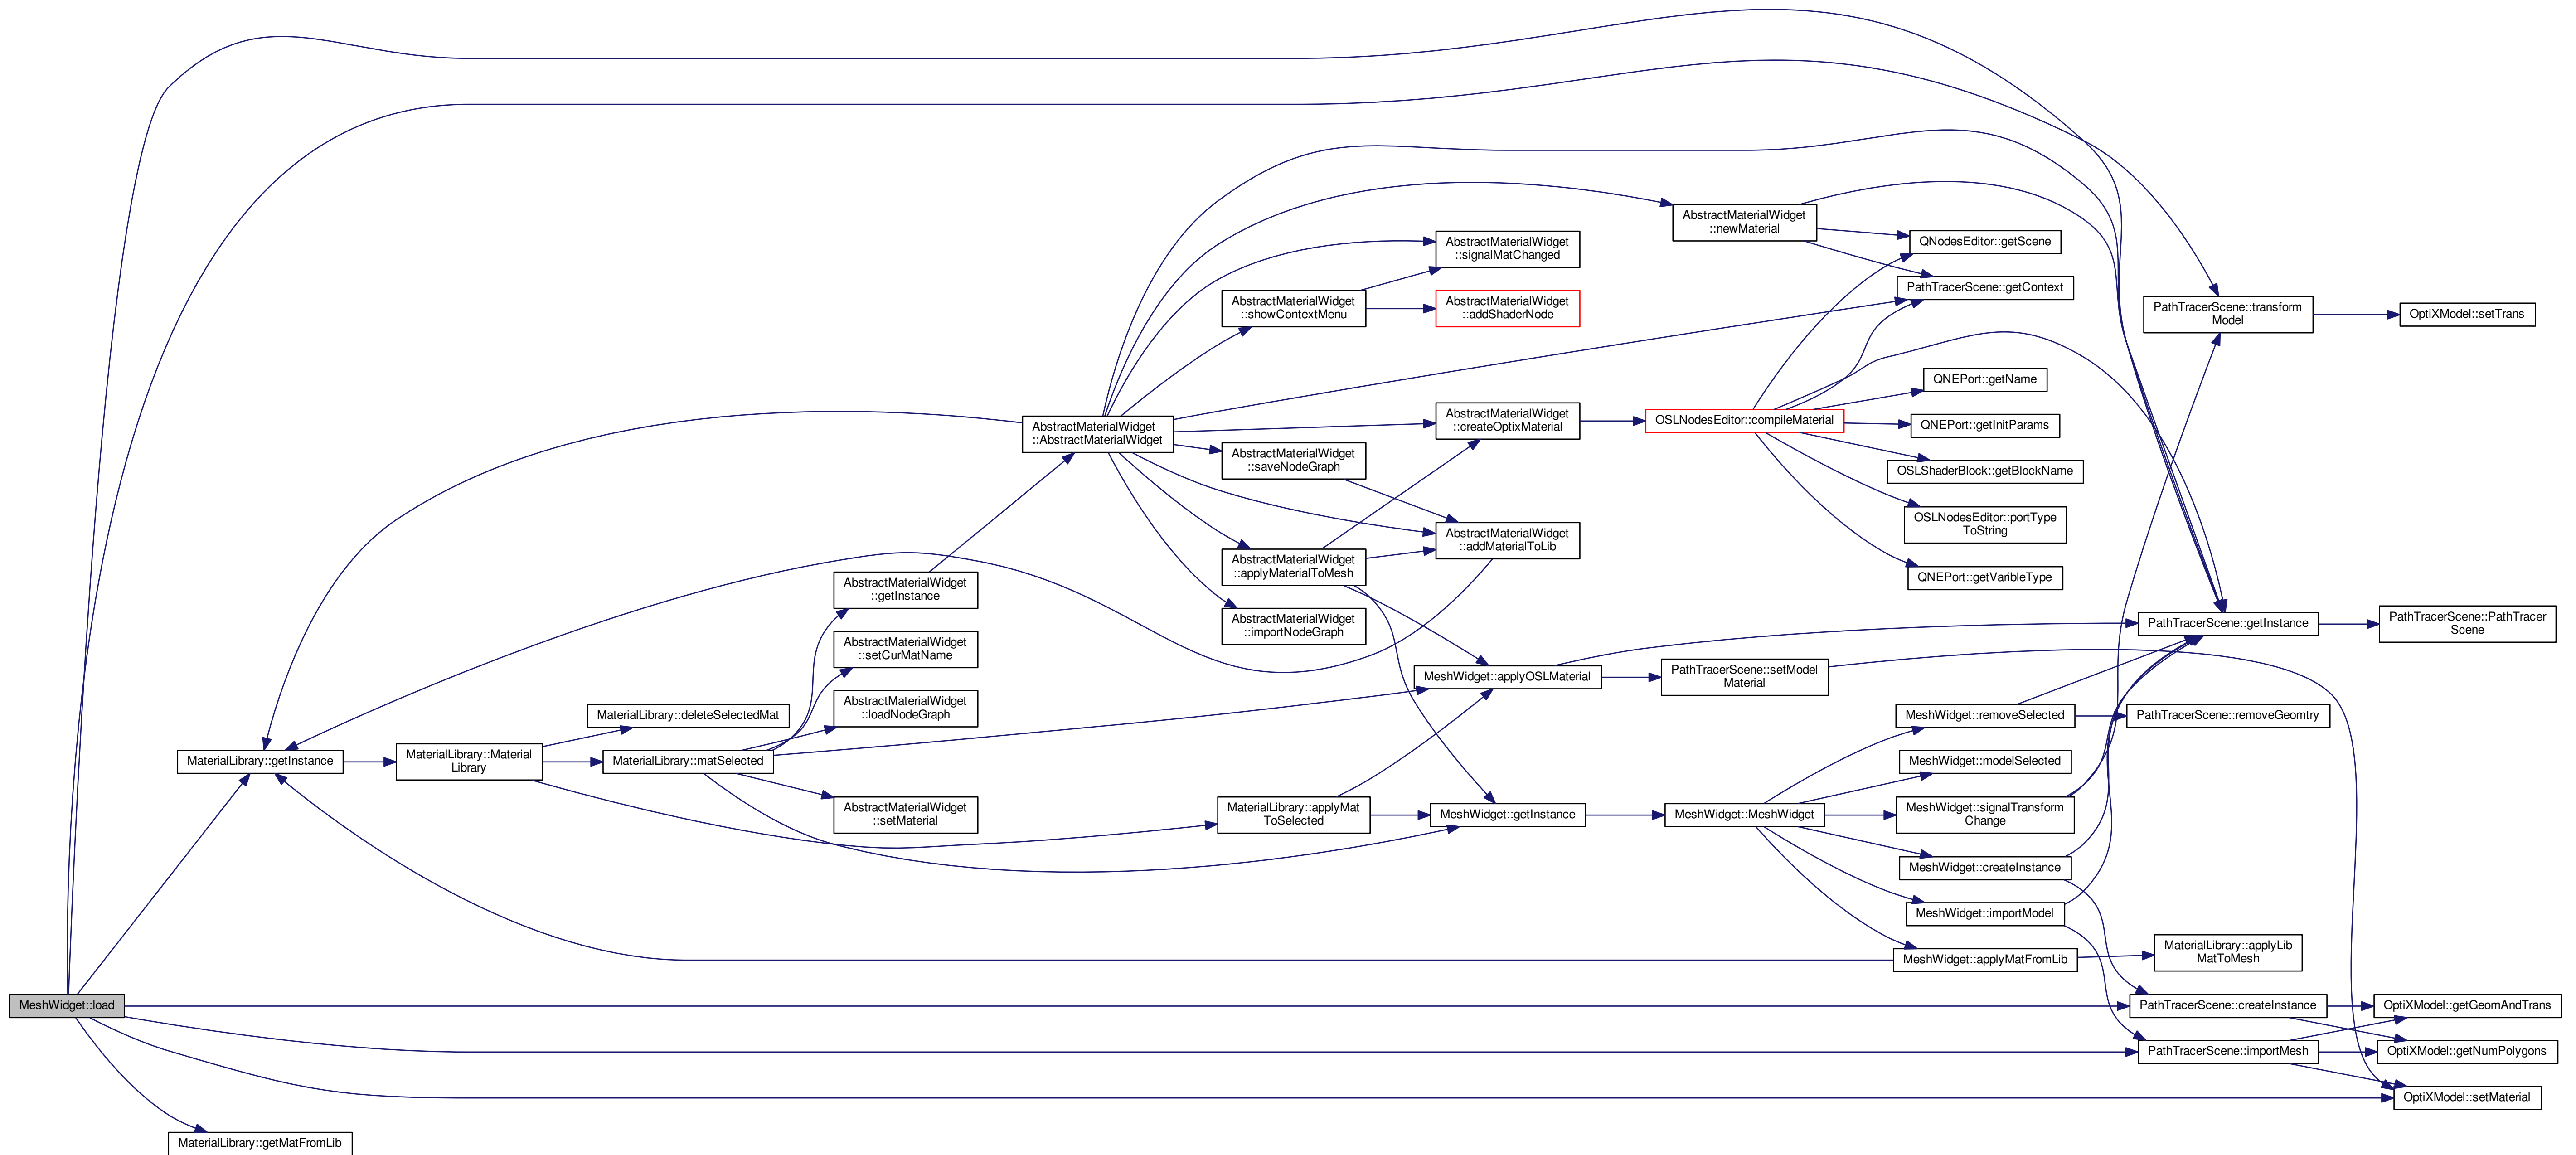 AbstractMaterialWidget
::newMaterial
AbstractMaterialWidget
::signalMatChanged
QNodesEditor::getScene
PathTracerScene::getContext
AbstractMaterialWidget
::showContextMenu
AbstractMaterialWidget
::addShaderNode
PathTracerScene::transform
Model
OptiXModel::setTrans
QNEPort::getName
AbstractMaterialWidget
::AbstractMaterialWidget
AbstractMaterialWidget
::createOptixMaterial
OSLNodesEditor::compileMaterial
QNEPort::getInitParams
AbstractMaterialWidget
::saveNodeGraph
OSLShaderBlock::getBlockName
OSLNodesEditor::portType
ToString
AbstractMaterialWidget
::addMaterialToLib
AbstractMaterialWidget
::applyMaterialToMesh
QNEPort::getVaribleType
AbstractMaterialWidget
::getInstance
AbstractMaterialWidget
::importNodeGraph
PathTracerScene::getInstance
PathTracerScene::PathTracer
Scene
AbstractMaterialWidget
::setCurMatName
MeshWidget::applyOSLMaterial
PathTracerScene::setModel
Material
AbstractMaterialWidget
::loadNodeGraph
MaterialLibrary::deleteSelectedMat
MeshWidget::removeSelected
PathTracerScene::removeGeomtry
MaterialLibrary::getInstance
MaterialLibrary::Material
Library
MaterialLibrary::matSelected
MeshWidget::modelSelected
AbstractMaterialWidget
::setMaterial
MaterialLibrary::applyMat
ToSelected
MeshWidget::getInstance
MeshWidget::MeshWidget
MeshWidget::signalTransform
Change
MeshWidget::createInstance
MeshWidget::importModel
MeshWidget::applyMatFromLib
MaterialLibrary::applyLib
MatToMesh
MeshWidget::load
PathTracerScene::createInstance
OptiXModel::getGeomAndTrans
PathTracerScene::importMesh
OptiXModel::getNumPolygons
OptiXModel::setMaterial
MaterialLibrary::getMatFromLib